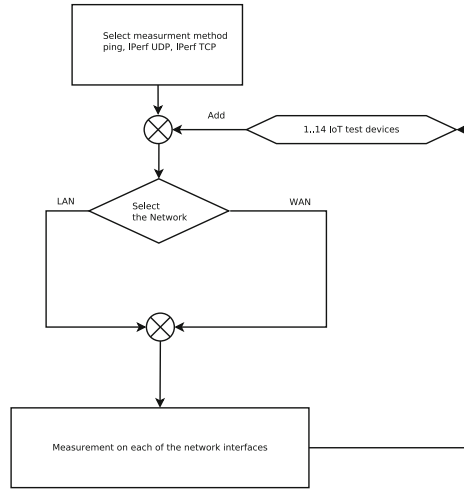 Select measurment method
ping, IPerf UDP, IPerf TCP
Add
1..14 IoT test devices
LAN
Select
the Network
WAN
Measurement on each of the network interfaces